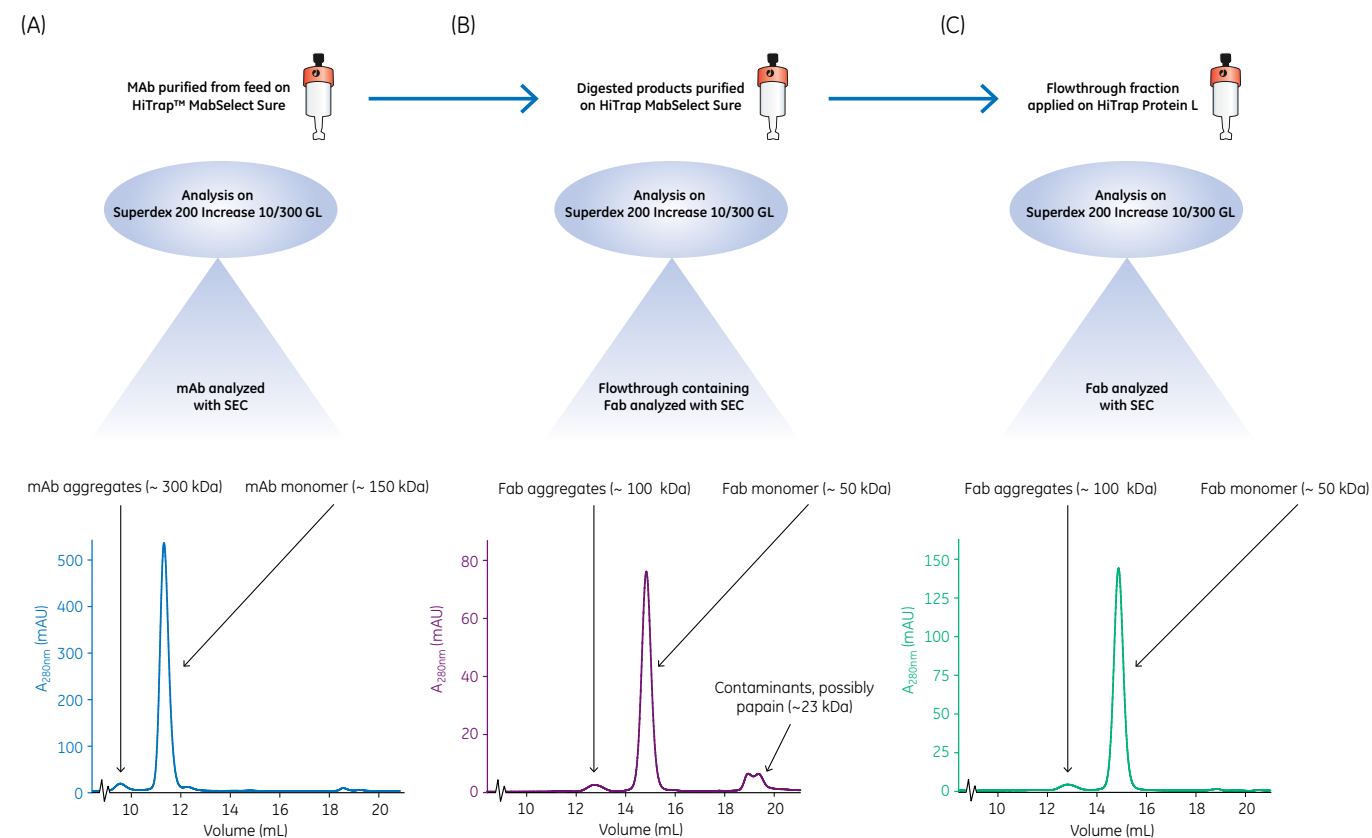 (A)
(B)
(C)
MAb purified from feed on
HiTrap™ MabSelect Sure
Digested products purified
on HiTrap MabSelect Sure
Flowthrough fraction
applied on HiTrap Protein L
Analysis on
Superdex 200 Increase 10/300 GL
Analysis on
Superdex 200 Increase 10/300 GL
Analysis on
Superdex 200 Increase 10/300 GL
mAb analyzed
with SEC
Flowthrough containing
Fab analyzed with SEC
Fab analyzed
with SEC
mAb aggregates (~ 300 kDa)
mAb monomer (~ 150 kDa)
500
400
300
200
100
0
A280nm (mAU)
10 12 14 16 18 20
Volume (mL)
Fab aggregates (~ 100 kDa)
Fab monomer (~ 50 kDa)
Contaminants, possibly
papain (~23 kDa)
80
60
40
20
0
A280nm (mAU)
10 12 14 16 18 20
Volume (mL)
Fab aggregates (~ 100 kDa)
Fab monomer (~ 50 kDa)
150
125
100
75
50
25
0
A280nm (mAU)
10 12 14 16 18 20
Volume (mL)